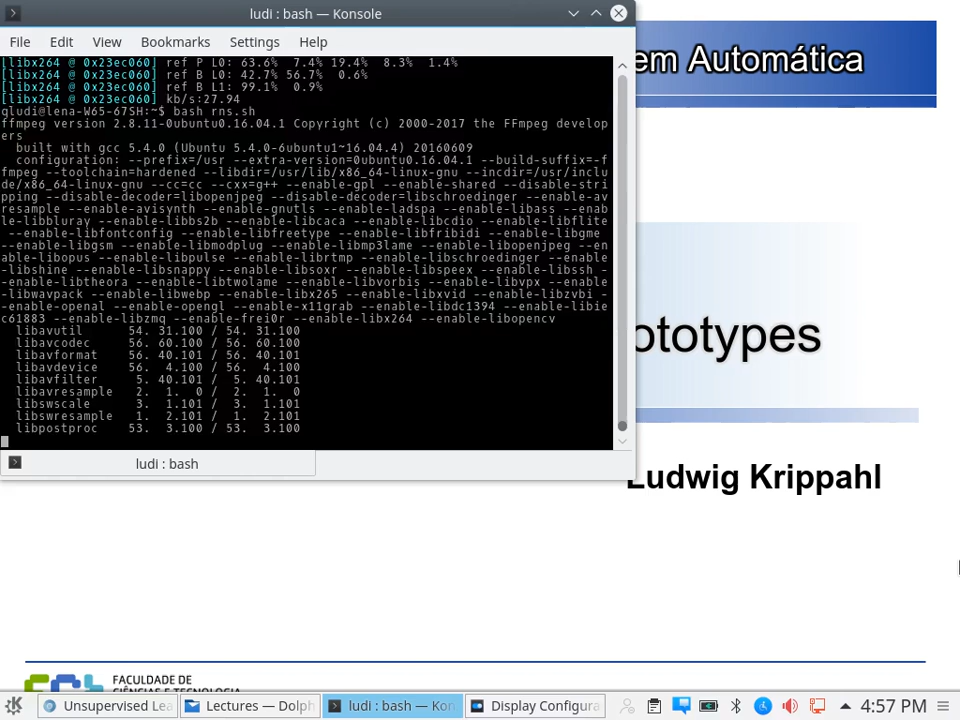 ludi : bash — Konsole
File Edit View Bookmarks Settings Help
[libx264 @ 0x23ec060] ref P L0: 63.6% 7.4% 19.4% 8.3% 1.4%
[libx264 @ 0x23ec060] ref B L0: 42.7% 56.7% 0.6%
[libx264 @ 0x23ec060] ref B L1: 99.1% 0.9%
[libx264 @ 0x23ec060] kb/s:27.94
qludi@lena-W65-67SH:~$ bash rns.sh
ffmpeg version 2.8.11-0ubuntu0.16.04.1 Copyright (c) 2000-2017 the FFmpeg develop
ers
built with gcc 5.4.0 (Ubuntu 5.4.0-6ubuntu1~16.04.4) 20160609
configuration: --prefix=/usr --extra-version=0ubuntu0.16.04.1 --build-suffix=-f
fmpeg --toolchain=hardened --libdir=/usr/lib/x86_64-linux-gnu --incdir=/usr/inclu
de/x86_64-linux-gnu --cc=cc --cxx=g++ --enable-gpl --enable-shared --disable-stri
pping --disable-decoder=libopenjpeg --disable-decoder=libschroedinger --enable-av
resample --enable-avisynth --enable-gnutls --enable-ladspa --enable-libass --enab
le-libbluray --enable-libbs2b --enable-libcaca --enable-libcdio --enable-libflite
--enable-libfontconfig --enable-libfreetype --enable-libfribidi --enable-libgme
--enable-libgsm --enable-libmodplug --enable-libmp3lame --enable-libopenjpeg --en
able-libopus --enable-libpulse --enable-librtmp --enable-libschroedinger --enable
-libshine --enable-libsnappy --enable-libsoxr --enable-libspeex --enable-libssh -
-enable-libtheora --enable-libtwolame --enable-libvorbis --enable-libvpx --enable
-libwavpack --enable-libwebp --enable-libx265 --enable-libxvid --enable-libzvbi -
-enable-openal --enable-opengl --enable-x11grab --enable-libdc1394 --enable-libie
c61883 --enable-libzmq --enable-frei0r --enable-libx264 --enable-libopencv
libavutil 54. 31.100 / 54. 31.100
libavcodec 56. 60.100 / 56. 60.100
libavformat 56. 40.101 / 56. 40.101
libavdevice 56. 4.100 / 56. 4.100
libavfilter 5. 40.101 / 5. 40.101
libavresample 2. 1. 0 / 2. 1. 0
libswscale 3. 1.101 / 3. 1.101
libswresample 1. 2.101 / 1. 2.101
libpostproc 53. 3.100 / 53. 3.100
ludi : bash
em Automática
ototypes
Ludwig Krippahl
FACULDADE DE
CIÊNCIAS E TECNOLOGIA
Unsupervised Lea
Lectures — Dolph
ludi : bash — Kon
Display Configura
4:57 PM